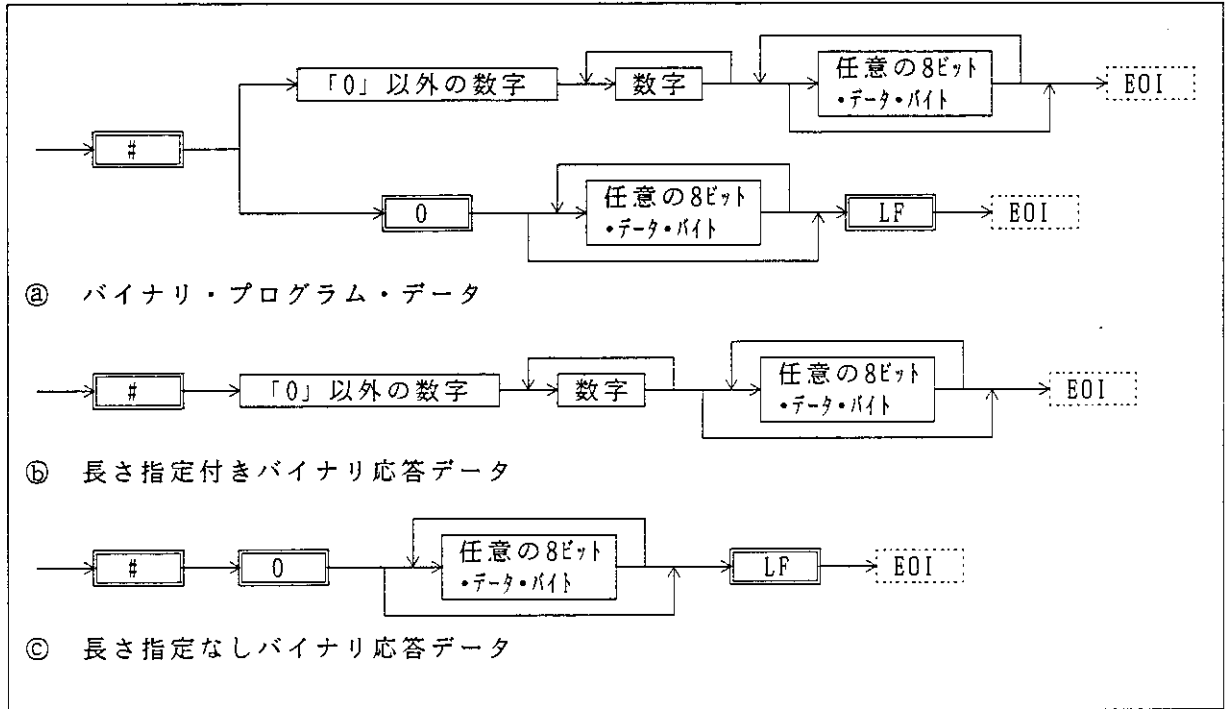 「0」以外の数字 数字 任意の8ビット
・データ・バイト EOI
#
0 任意の8ビット
・データ・バイト LF EOI
ⓐ バイナリ・プログラム・データ
# 「0」以外の数字 数字 任意の8ビット
・データ・バイト EOI
ⓑ 長さ指定付きバイナリ応答データ
# 0 任意の8ビット
・データ・バイト LF EOI
ⓒ 長さ指定なしバイナリ応答データ